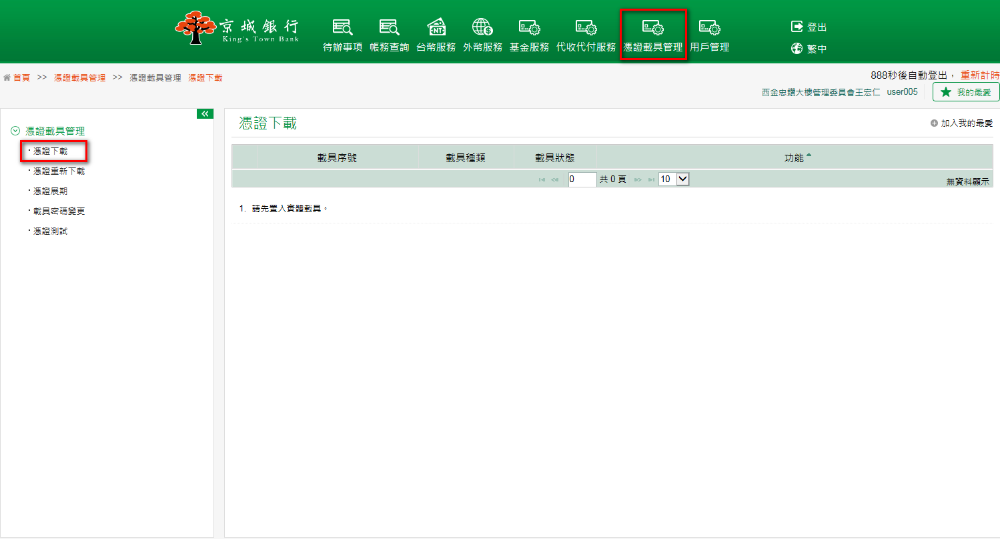 京城銀行
King's Town Bank
待辦事項 帳務查詢 台幣服務 外幣服務 基金服務 代收代付服務 憑證載具管理 用戶管理
NT
登出
繁中
首頁 >> 憑證載具管理 >> 憑證載具管理 憑證下載
888秒後自動登出， 重新計時
西金忠鑽大樓管理委員會王宏仁 user005 我的最愛
憑證載具管理
‧憑證下載
‧憑證重新下載
‧憑證展期
‧載具密碼變更
‧憑證測試
憑證下載
加入我的最愛
載具序號 載具種類 載具狀態 功能
0 共 0 頁 10 無資料顯示
1. 請先置入實體載具。